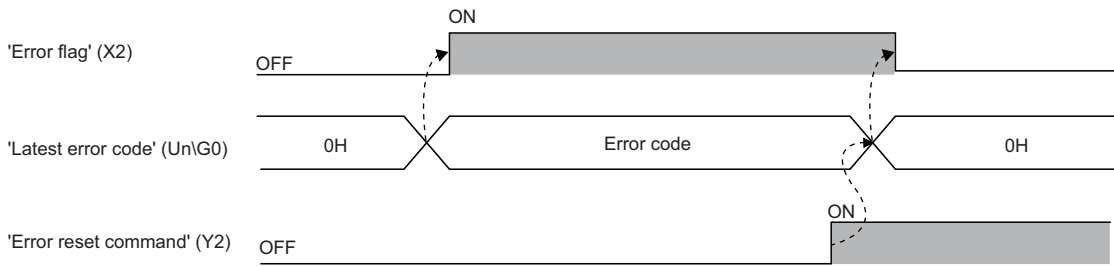 ON
'Error flag' (X2)
OFF
'Latest error code' (Un\G0)
0H
Error code
0H
ON
'Error reset command' (Y2)
OFF